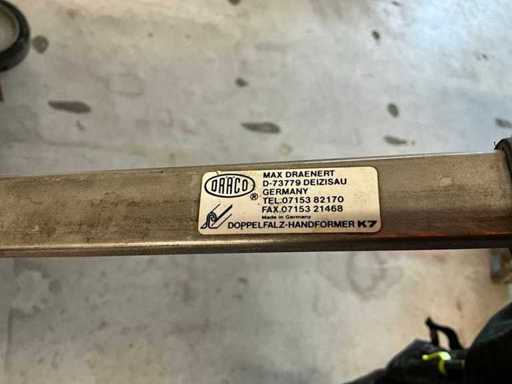 DRACO
®
MAX DRAENERT
D-73779 DEIZISAU
GERMANY
TEL.07153 82170
FAX.07153 21468
Made in Germany
DOPPELFALZ-HANDFORMER K7